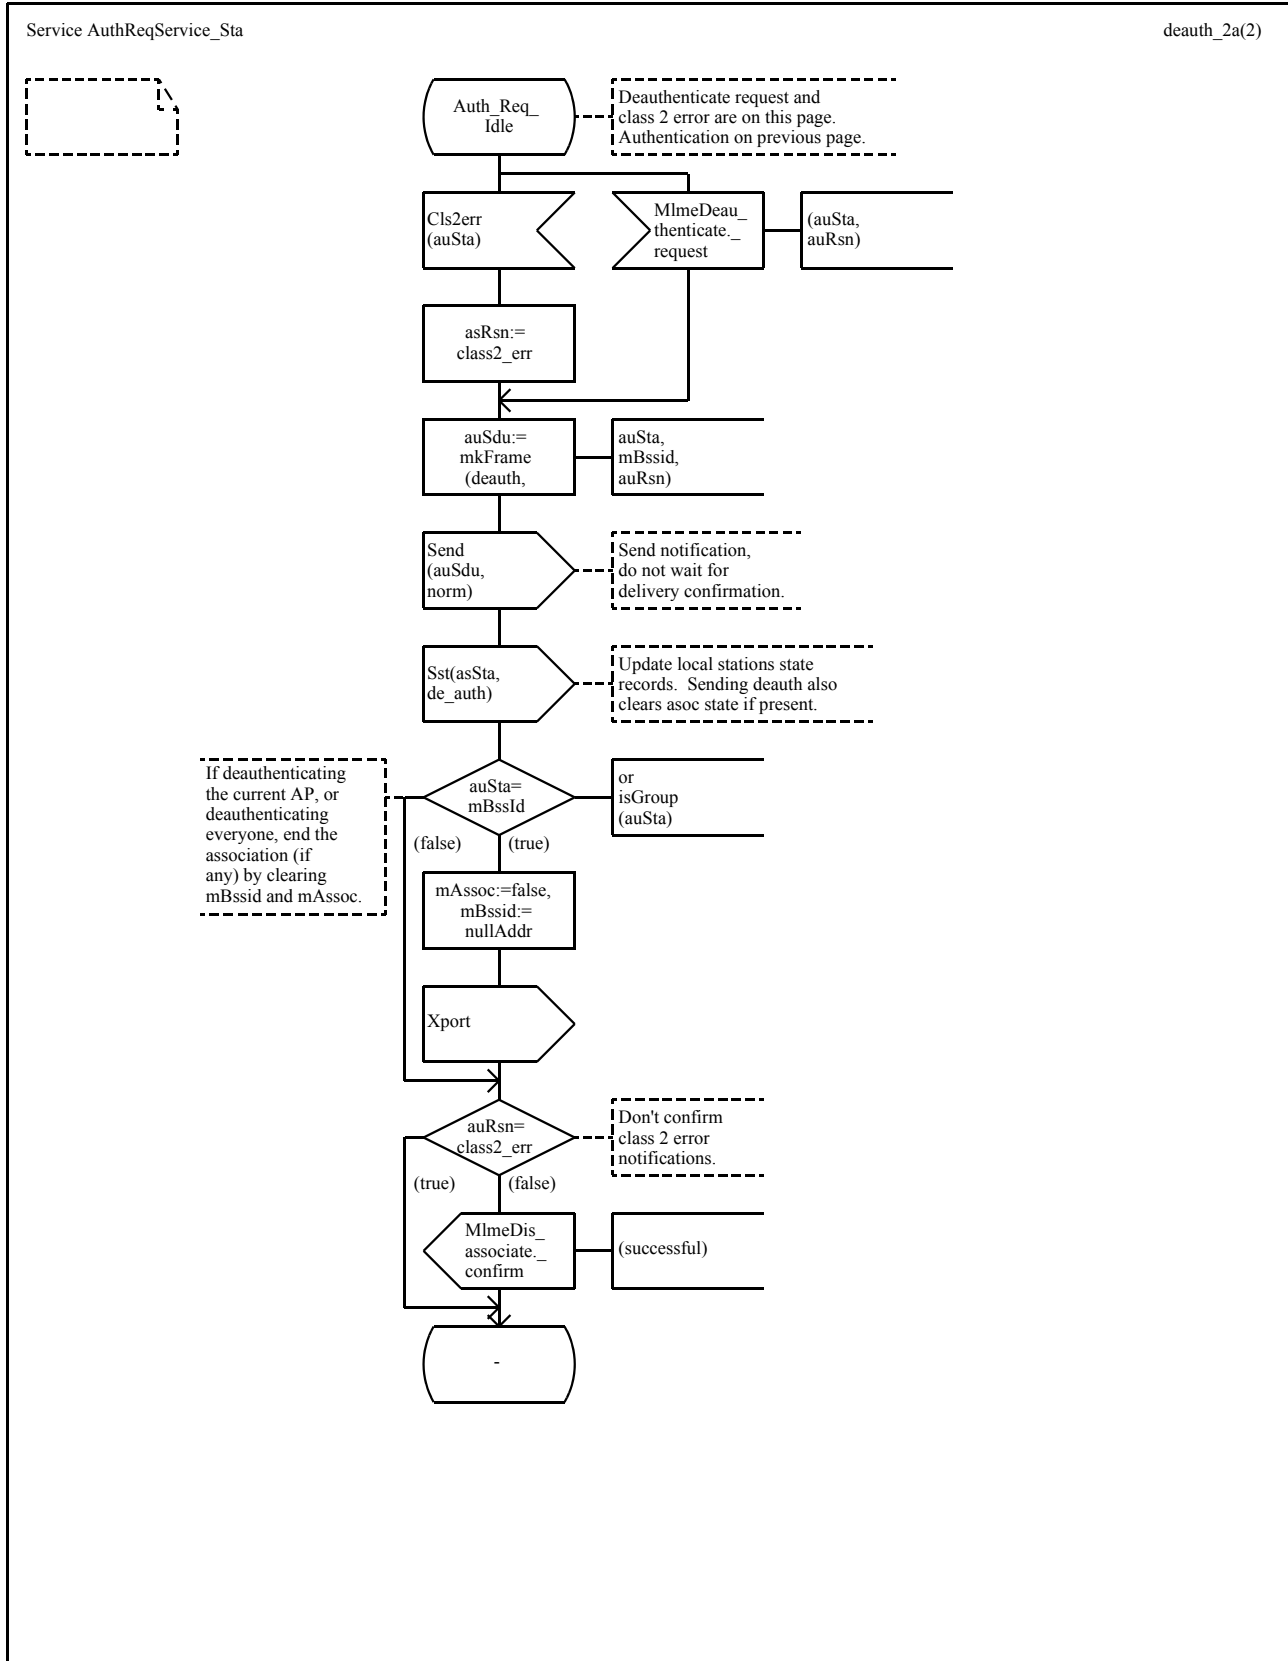 Service AuthReqService_Sta
deauth_2a(2)
Auth_Req_
Idle
Deauthenticate request and
class 2 error are on this page.
Authentication on previous page.
Cls2err
(auSta)
MlmeDeau_
thenticate._
request
(auSta,
auRsn)
asRsn:=
class2_err
auSdu:=
mkFrame
(deauth,
auSta,
mBssid,
auRsn)
Send
(auSdu,
norm)
Send notification,
do not wait for
delivery confirmation.
Sst(asSta,
de_auth)
Update local stations state
records.  Sending deauth also
clears asoc state if present.
If deauthenticating
the current AP, or
deauthenticating
everyone, end the
association (if
any) by clearing
mBssid and mAssoc.
auSta=
mBssId
or
isGroup
(auSta)
(false)
(true)
mAssoc:=false,
mBssid:=
nullAddr
Xport
auRsn=
class2_err
Don't confirm
class 2 error
notifications.
(true)
(false)
MlmeDis_
associate._
confirm
(successful)
-